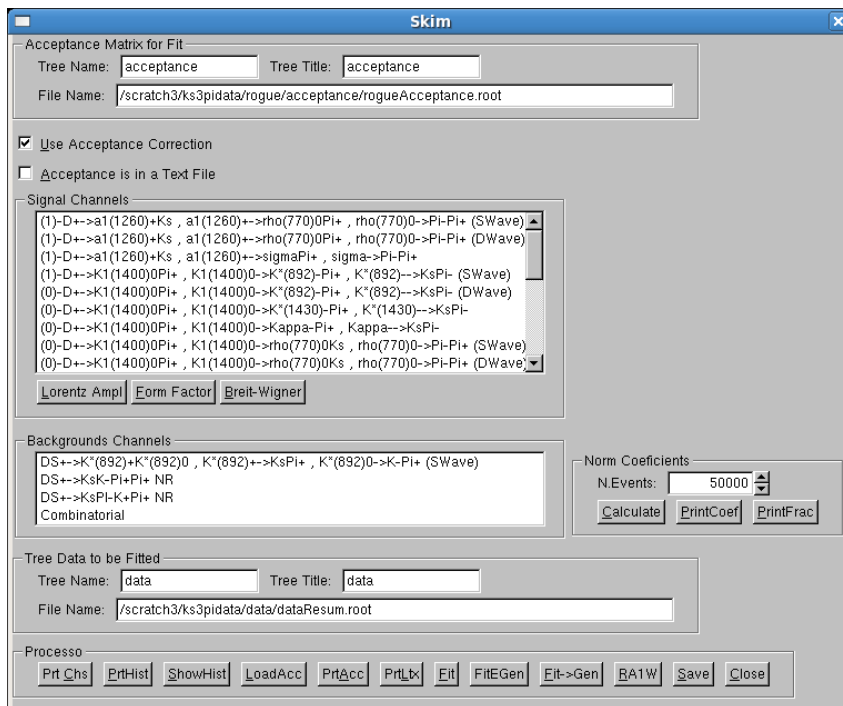 Skim
Acceptance Matrix for Fit
Tree Name: acceptance Tree Title: acceptance
File Name: /scratch3/ks3pidata/rogue/acceptance/rogueAcceptance.root
Use Acceptance Correction
Acceptance is in a Text File
Signal Channels
(1)-D+->a1(1260)+Ks , a1(1260)+->rho(770)0Pi+ , rho(770)0->Pi-Pi+ (SWave)
(1)-D+->a1(1260)+Ks , a1(1260)+->rho(770)0Pi+ , rho(770)0->Pi-Pi+ (DWave)
(1)-D+->a1(1260)+Ks , a1(1260)+->sigmaPi+ , sigma->Pi-Pi+
(1)-D+->K1(1400)0Pi+ , K1(1400)0->K*(892)-Pi+ , K*(892)-->KsPi- (SWave)
(0)-D+->K1(1400)0Pi+ , K1(1400)0->K*(892)-Pi+ , K*(892)-->KsPi- (DWave)
(0)-D+->K1(1400)0Pi+ , K1(1400)0->K*(1430)-Pi+ , K*(1430)-->KsPi-
(0)-D+->K1(1400)0Pi+ , K1(1400)0->Kappa-Pi+ , Kappa-->KsPi-
(0)-D+->K1(1400)0Pi+ , K1(1400)0->rho(770)0Ks , rho(770)0->Pi-Pi+ (SWave)
(0)-D+->K1(1400)0Pi+ , K1(1400)0->rho(770)0Ks , rho(770)0->Pi-Pi+ (DWave)
Lorentz Ampl Form Factor Breit-Wigner
Backgrounds Channels
DS+->K*(892)+K*(892)0 , K*(892)+->KsPi+ , K*(892)0->K-Pi+ (SWave)
DS+->KsK-Pi+Pi+ NR
DS+->KsPI-K+Pi+ NR
Combinatorial
Norm Coeficients
N.Events: 50000
Calculate PrintCoef PrintFrac
Tree Data to be Fitted
Tree Name: data Tree Title: data
File Name: /scratch3/ks3pidata/data/dataResum.root
Processo
Prt Chs PrtHist ShowHist LoadAcc PrtAcc PrtLtx Fit FitEGen Fit->Gen RA1W Save Close